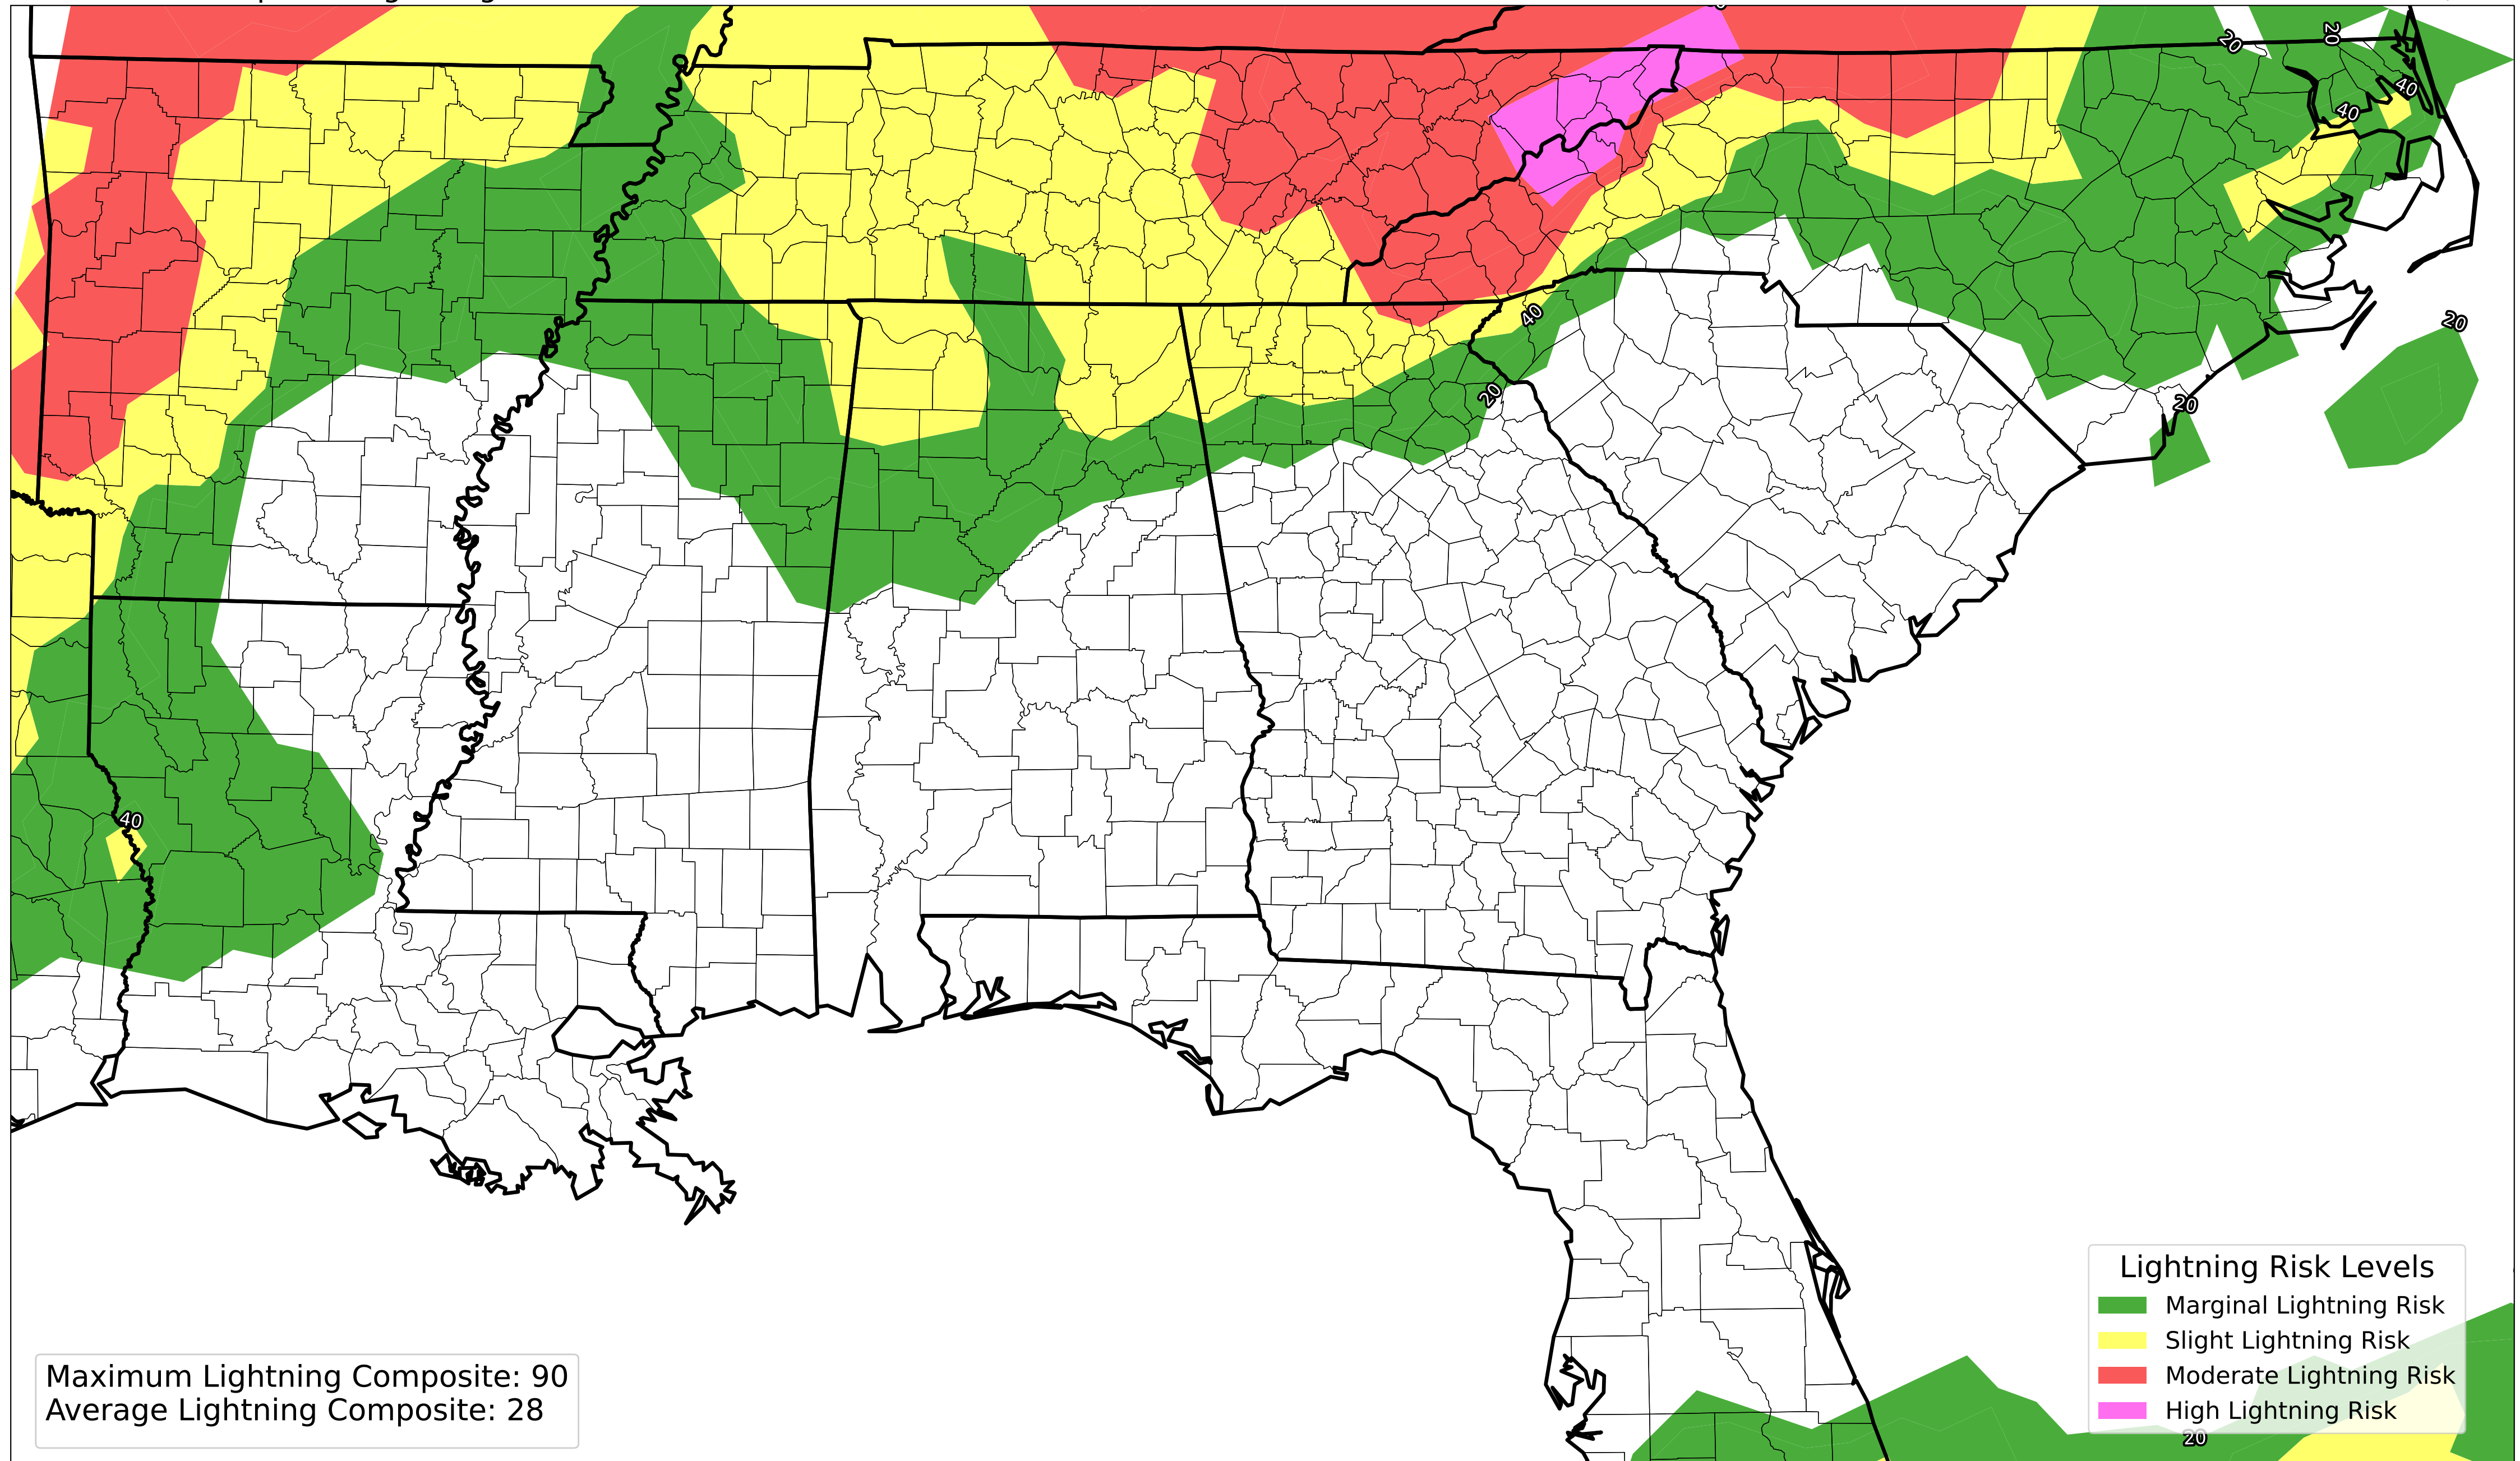 20
20
40
40
20
40
20
20
40
Lightning Risk Levels
Marginal Lightning Risk
Slight Lightning Risk
Moderate Lightning Risk
High Lightning Risk
Maximum Lightning Composite: 90
Average Lightning Composite: 28
20